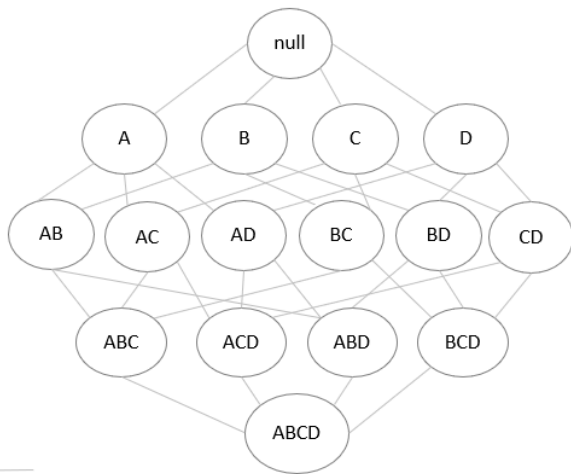 null
A B C D
AB AC AD BC BD CD
ABC ACD ABD BCD
ABCD